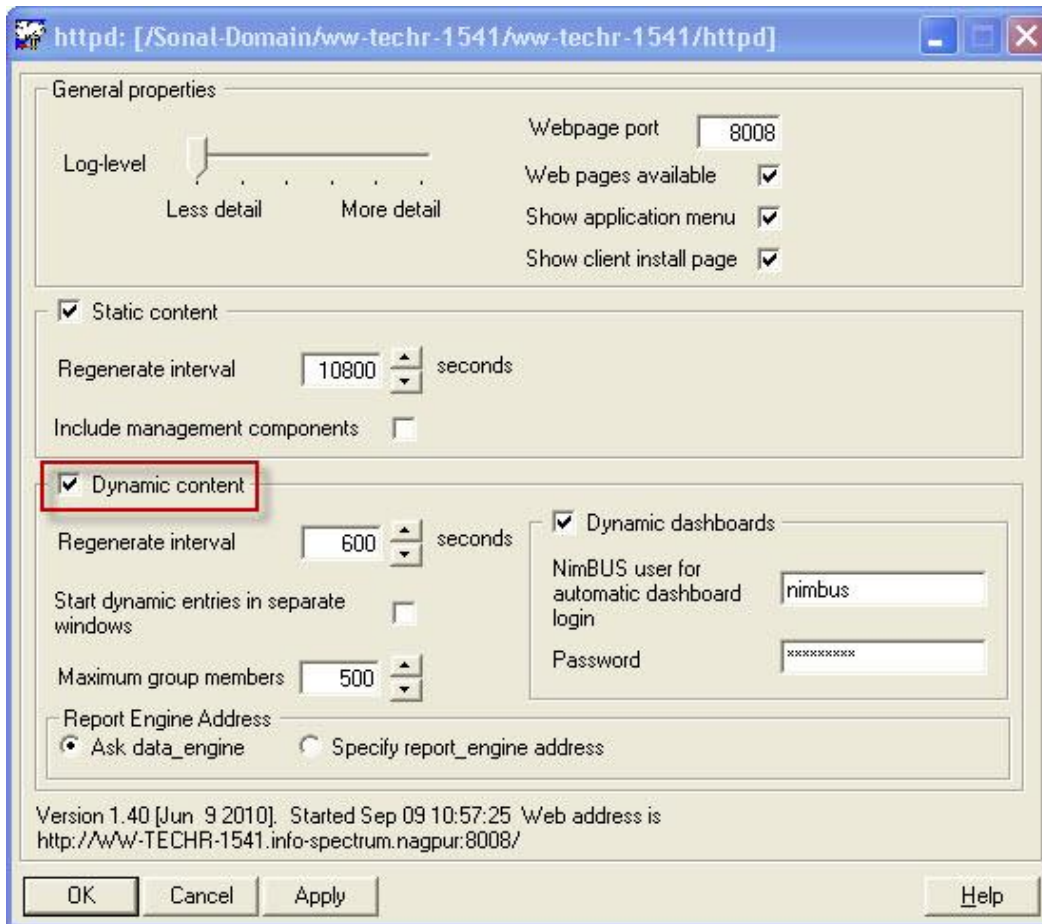 httpd: [/Sonal-Domain/ww-techr-1541/ww-techr-1541/httpd]
General properties
Log-level
Less detail
More detail
Webpage port 8008
Web pages available
Show application menu
Show client install page
Static content
Regenerate interval 10800 seconds
Include management components
Dynamic content
Regenerate interval 600 seconds
Start dynamic entries in separate
windows
Maximum group members 500
Dynamic dashboards
NimBUS user for
automatic dashboard
login
nimbus
Password
*********
Report Engine Address
Ask data_engine
Specify report_engine address
Version 1.40 [Jun 9 2010]. Started Sep 09 10:57:25 Web address is
http://WW-TECHR-1541.info-spectrum.nagpur:8008/
OK
Cancel
Apply
Help